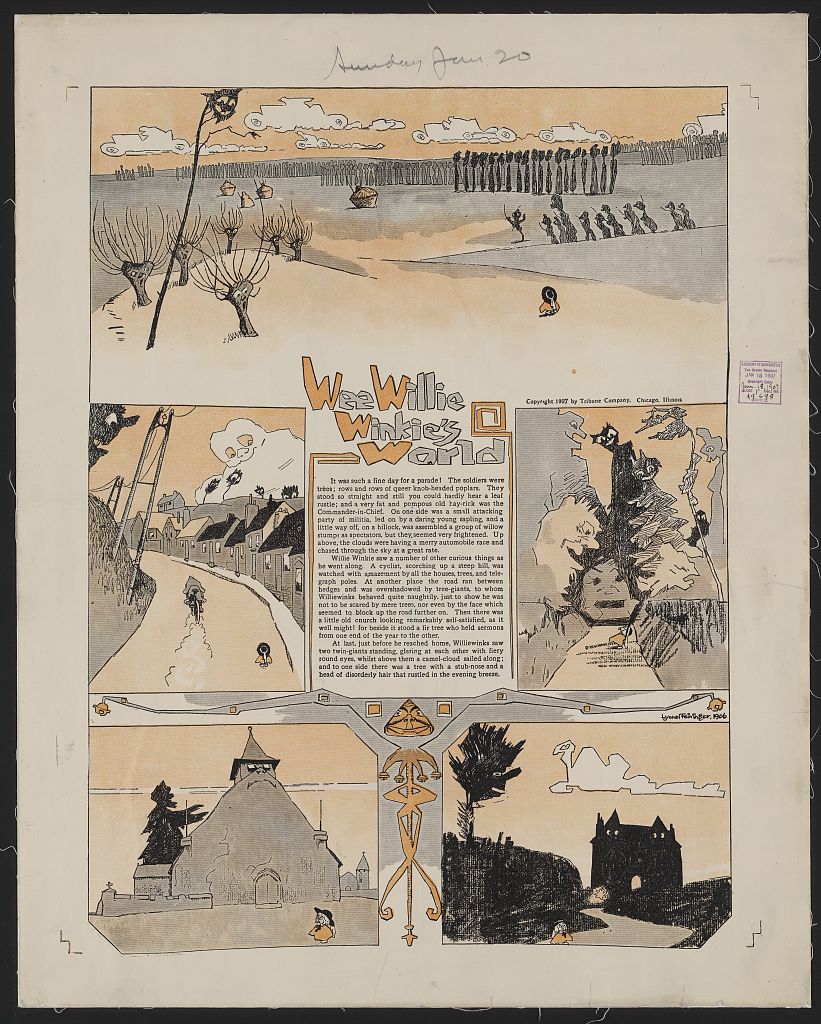 Sunday Jan. 20
Wee Willie
Winkie's
World
Copyright 1907 by Tribune Company, Chicago, Illinois
LIBRARY of CONGRESS
It was such a fine day for a parade! The soldiers were
trees; rows and rows of queer knob-headed poplars. They
stood so straight and still you could hardly hear a leaf
rustle; and a very fat and pompous old hay-rick was the
Commander-in-Chief. On one side was a small attacking
party of militia, led on by a daring young sapling, and a
little way off, on a hillock, was assembled a group of willow
stumps as spectators, but they seemed very frightened. Up
above, the clouds were having a merry automobile race and
chased through the sky at a great rate.
Willie Winkie saw a number of other curious things as
he went along. A cyclist, scorching up a steep hill, was
watched with amazement by all the houses, trees, and tele-
graph poles. At another place the road ran between
hedges and was overshadowed by tree-giants, to whom
Williewinks behaved quite naughtily, just to show he was
not to be scared by mere trees, nor even by the face which
seemed to block up the road further on. Then there was
a little old church looking remarkably self-satisfied, as it
well might! for beside it stood a fir tree who held sermons
from one end of the year to the other.
At last, just before he reached home, Williewinks saw
two twin-giants standing, glaring at each other with fiery
round eyes, whilst above them a camel-cloud sailed along;
and to one side there was a tree with a stub-nose and a
head of disorderly hair that rustled in the evening breeze.
Lyonel Feininger, 1906